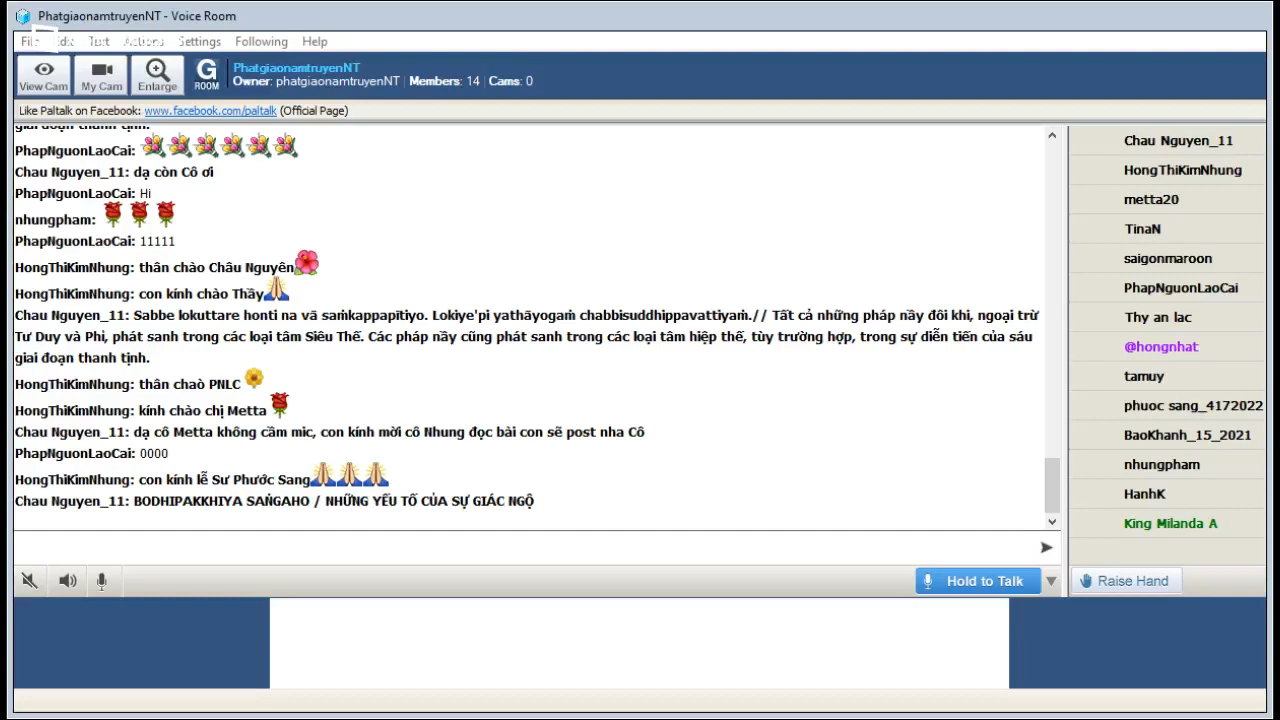 PhatgiaonamtruyenNT - Voice Room
Settings Following Help
View Cam My Cam Enlarge G ROOM
PhatgiaonamtruyenNT
Owner: phatgiaonamtruyenNT | Members: 14 | Cams: 0
Like Paltalk on Facebook: www.facebook.com/paltalk (Official Page)
giai đoạn thanh tịnh.
PhapNguonLaoCai:
Chau Nguyen_11: dạ còn Cô ơi
PhapNguonLaoCai: Hi
nhungpham:
PhapNguonLaoCai: 11111
HongThiKimNhung: thân chào Châu Nguyên
HongThiKimNhung: con kính chào Thầy
Chau Nguyen_11: Sabbe lokuttare honti na vā saṁkappapītiyo. Lokiye'pi yathāyogaṁ chabbisuddhippavattiyaṁ.// Tất cả những pháp nầy đôi khi, ngoại trừ
Tư Duy và Phỉ, phát sanh trong các loại tâm Siêu Thế. Các pháp nầy cũng phát sanh trong các loại tâm hiệp thế, tùy trường hợp, trong sự diễn tiến của sáu
giai đoạn thanh tịnh.
HongThiKimNhung: thân chaò PNLC
HongThiKimNhung: kính chào chị Metta
Chau Nguyen_11: dạ cô Metta không cầm mic, con kính mời cô Nhung đọc bài con sẽ post nha Cô
PhapNguonLaoCai: 0000
HongThiKimNhung: con kính lễ Sư Phước Sang
Chau Nguyen_11: BODHIPAKKHIYA SAṄGAHO / NHỮNG YẾU TỐ CỦA SỰ GIÁC NGỘ
Hold to Talk
Chau Nguyen_11
HongThiKimNhung
metta20
TinaN
saigonmaroon
PhapNguonLaoCai
Thy an lac
@hongnhat
tamuy
phuoc sang_4172022
BaoKhanh_15_2021
nhungpham
HanhK
King Milanda A
Raise Hand